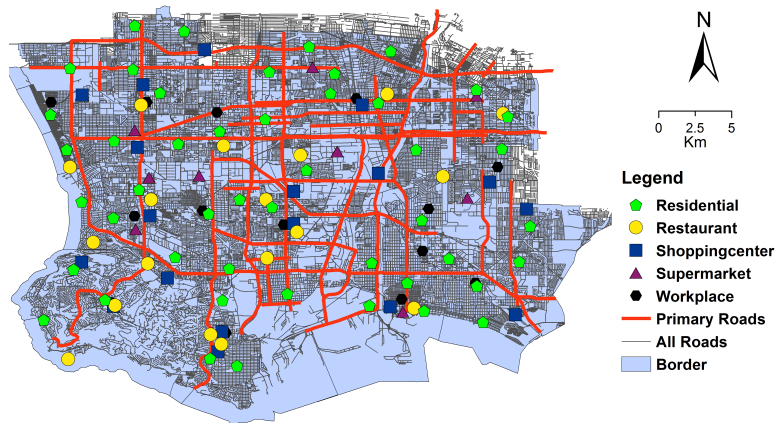 N
0 2.5 5
Km
Legend
Residential
Restaurant
Shoppingcenter
Supermarket
Workplace
Primary Roads
All Roads
Border